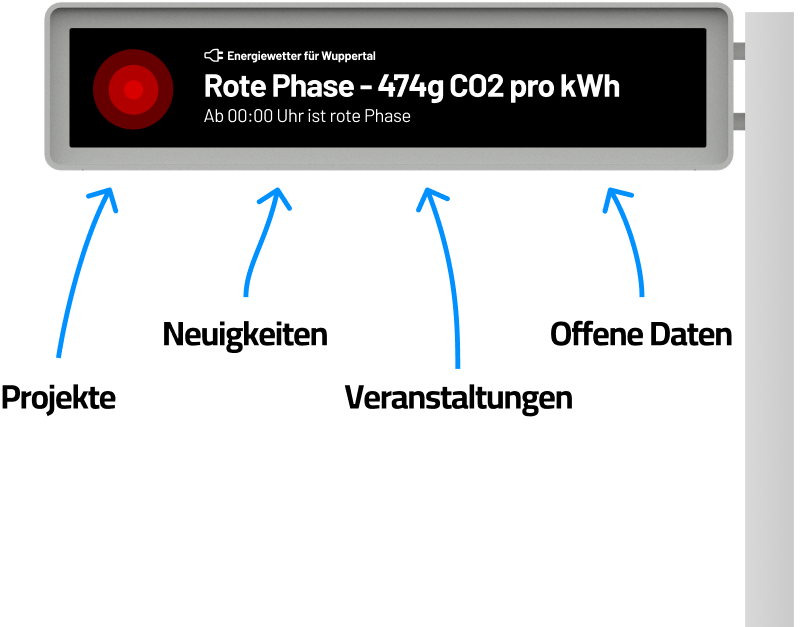 Energiewetter für Wuppertal
Rote Phase - 474g CO2 pro kWh
Ab 00:00 Uhr ist rote Phase
Neuigkeiten
Offene Daten
Projekte
Veranstaltungen